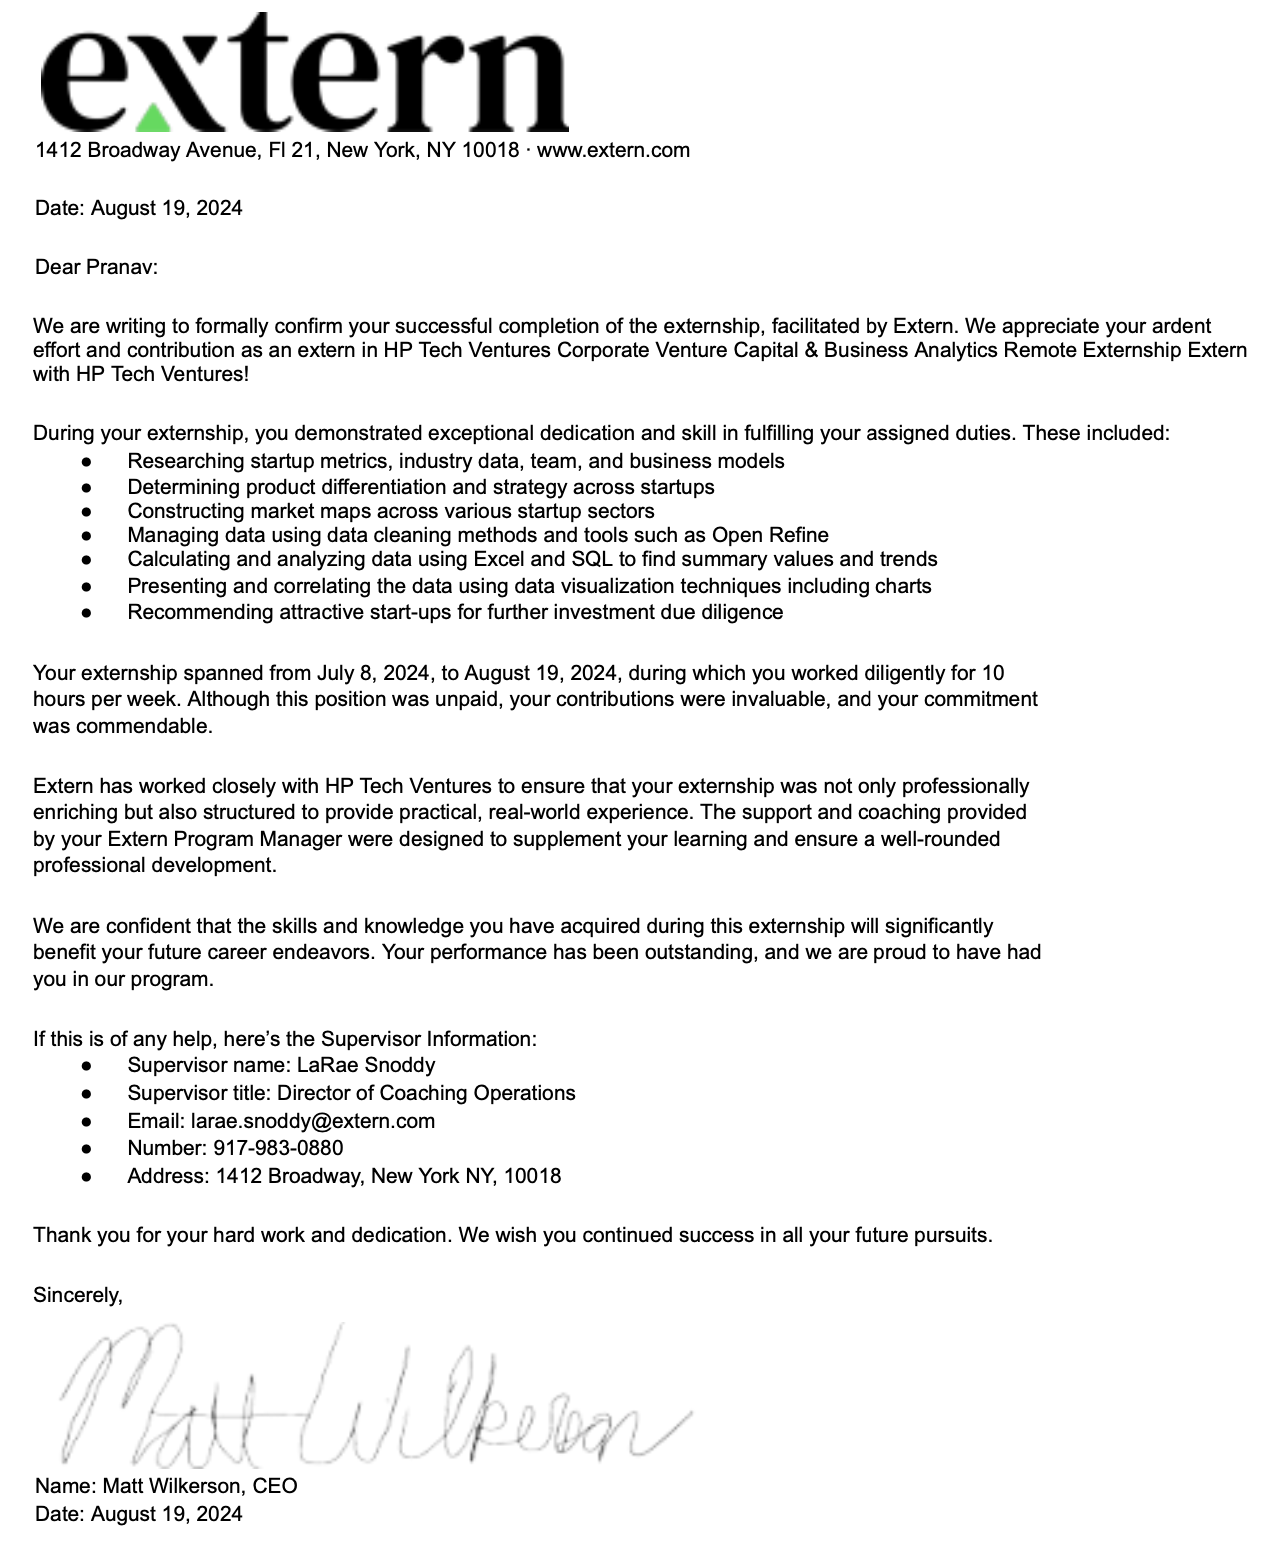 extern
1412 Broadway Avenue, Fl 21, New York, NY 10018 · www.extern.com
Date: August 19, 2024
Dear Pranav:
We are writing to formally confirm your successful completion of the externship, facilitated by Extern. We appreciate your ardent
effort and contribution as an extern in HP Tech Ventures Corporate Venture Capital & Business Analytics Remote Externship Extern
with HP Tech Ventures!
During your externship, you demonstrated exceptional dedication and skill in fulfilling your assigned duties. These included:
● Researching startup metrics, industry data, team, and business models
● Determining product differentiation and strategy across startups
● Constructing market maps across various startup sectors
● Managing data using data cleaning methods and tools such as Open Refine
● Calculating and analyzing data using Excel and SQL to find summary values and trends
● Presenting and correlating the data using data visualization techniques including charts
● Recommending attractive start-ups for further investment due diligence
Your externship spanned from July 8, 2024, to August 19, 2024, during which you worked diligently for 10
hours per week. Although this position was unpaid, your contributions were invaluable, and your commitment
was commendable.
Extern has worked closely with HP Tech Ventures to ensure that your externship was not only professionally
enriching but also structured to provide practical, real-world experience. The support and coaching provided
by your Extern Program Manager were designed to supplement your learning and ensure a well-rounded
professional development.
We are confident that the skills and knowledge you have acquired during this externship will significantly
benefit your future career endeavors. Your performance has been outstanding, and we are proud to have had
you in our program.
If this is of any help, here’s the Supervisor Information:
● Supervisor name: LaRae Snoddy
● Supervisor title: Director of Coaching Operations
● Email: larae.snoddy@extern.com
● Number: 917-983-0880
● Address: 1412 Broadway, New York NY, 10018
Thank you for your hard work and dedication. We wish you continued success in all your future pursuits.
Sincerely,
Matt Wilkerson
Name: Matt Wilkerson, CEO
Date: August 19, 2024